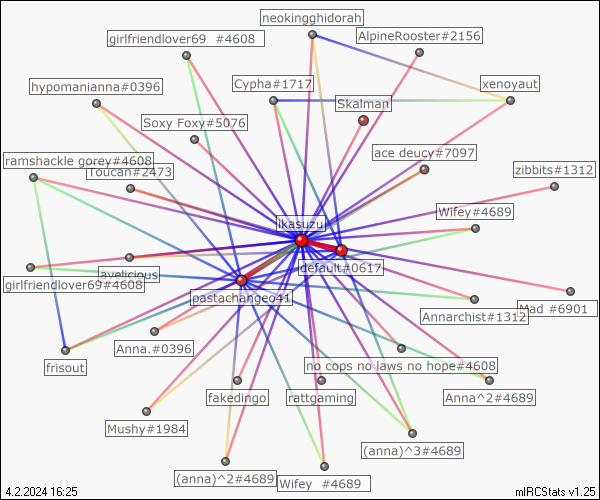 neokingghidorah
girlfriendlover69 #4608
AlpineRooster#2156
hypomanianna#0396
Cypha#1717
xenoyaut
Skalman
Soxy Foxy#5076
ace deucy#7097
ramshackle gorey#4608
Toucan#2473
zibbits#1312
Wifey#4689
ikasuzu
default#0617
avelicious
girlfriendlover69#4608
pastachangeo41
Mad #6901
Annarchist#1312
Anna.#0396
frisout
no cops no laws no hope#4608
fakedingo
rattgaming
Anna^2#4689
Mushy#1984
(anna)^3#4689
(anna)^2#4689
Wifey #4689
4.2.2024 16:25
mIRCStats v1.25